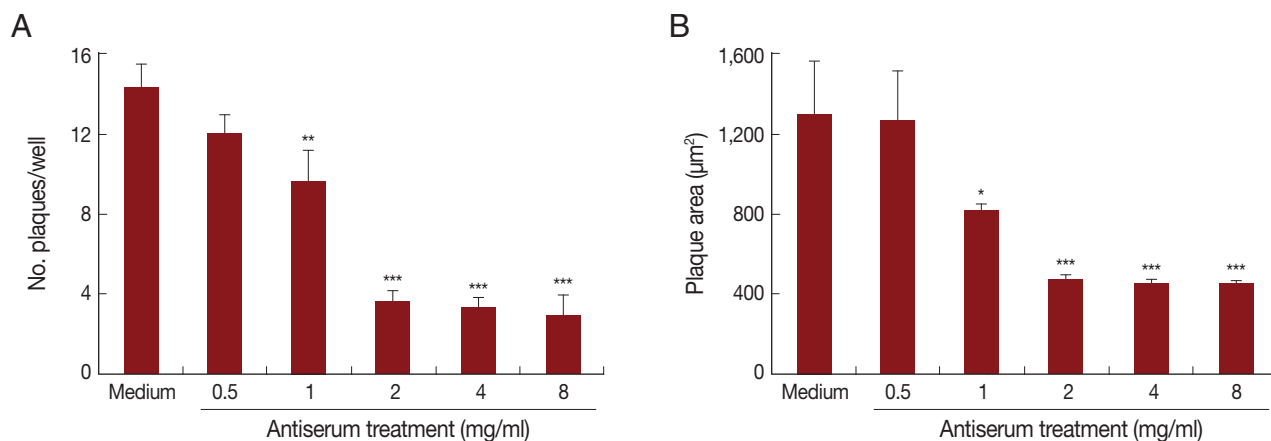 A
No. plaques/well
16
12
8
4
0
**
***
***
***
Medium 0.5 1 2 4 8
Antiserum treatment (mg/ml)
B
Plaque area (µm²)
1,600
1,200
800
400
0
*
***
***
***
Medium 0.5 1 2 4 8
Antiserum treatment (mg/ml)